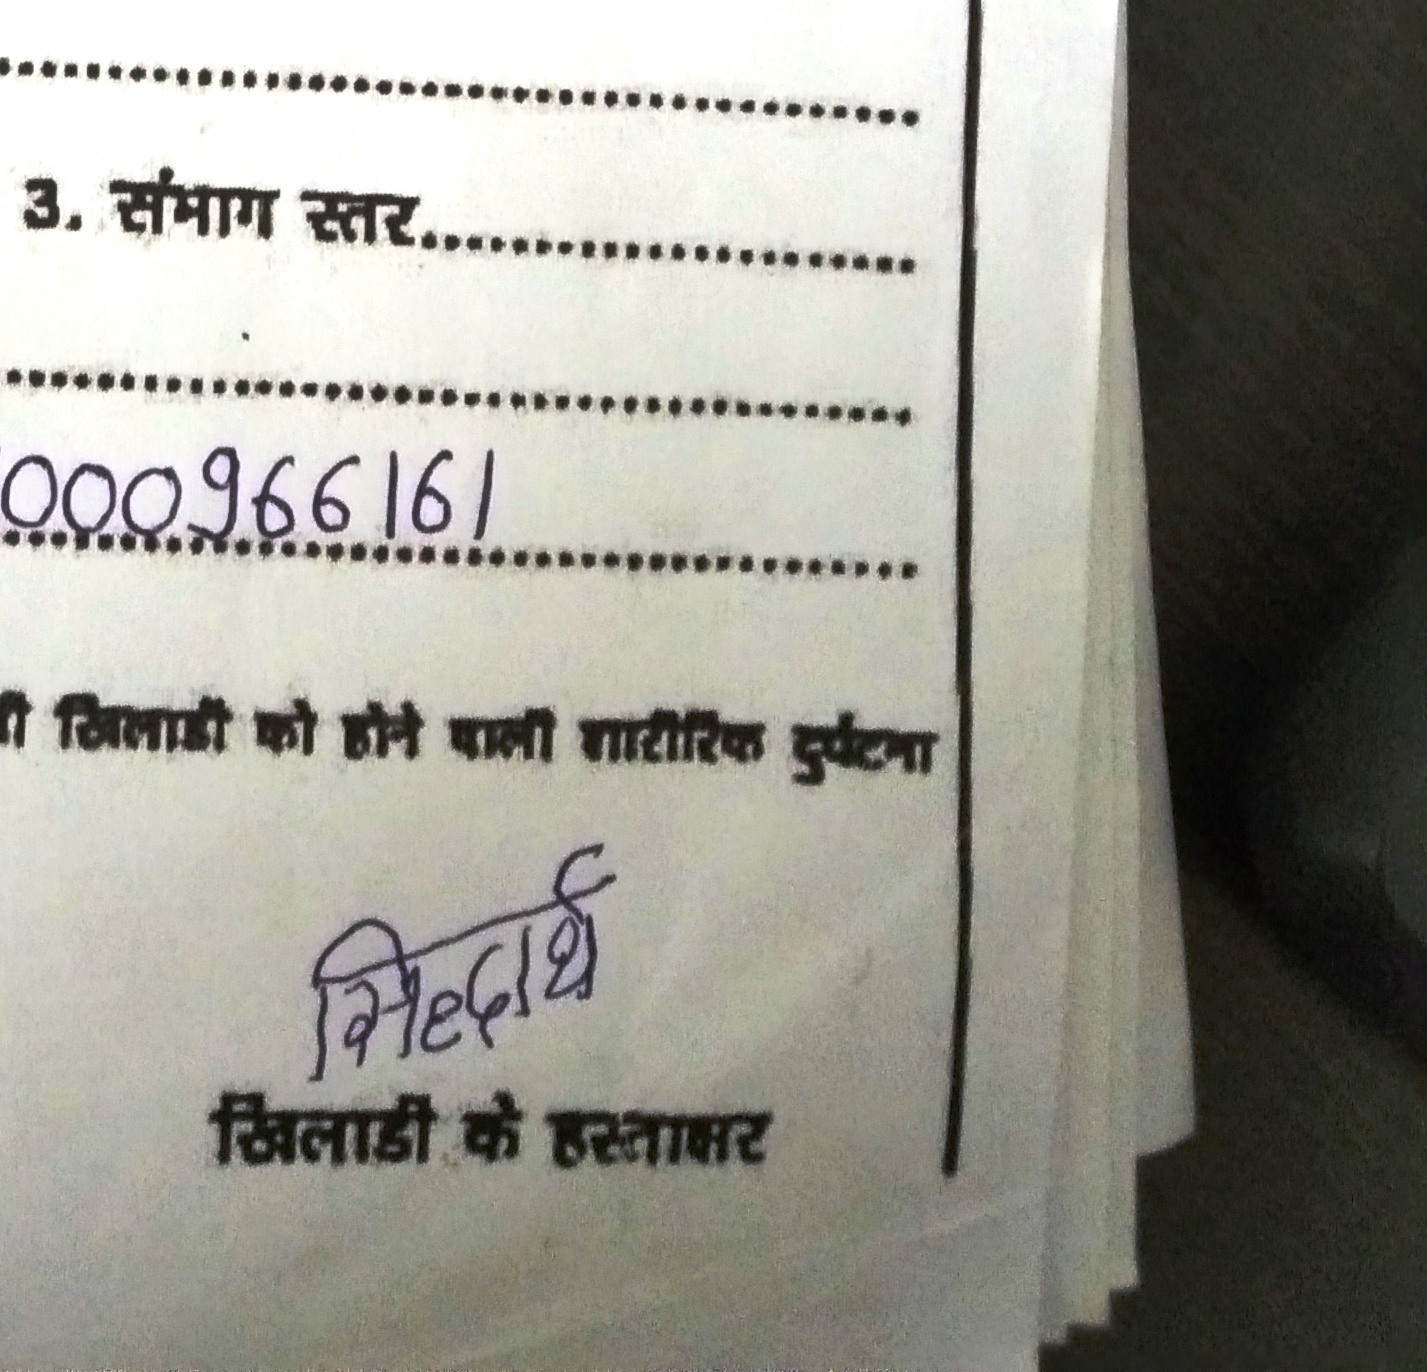 3. संभाग स्तर..............................
000966161
खिलाडी को होने वाली शारीरिक दुर्घटना
सिद्दार्थ
खिलाडी के हस्ताक्षर